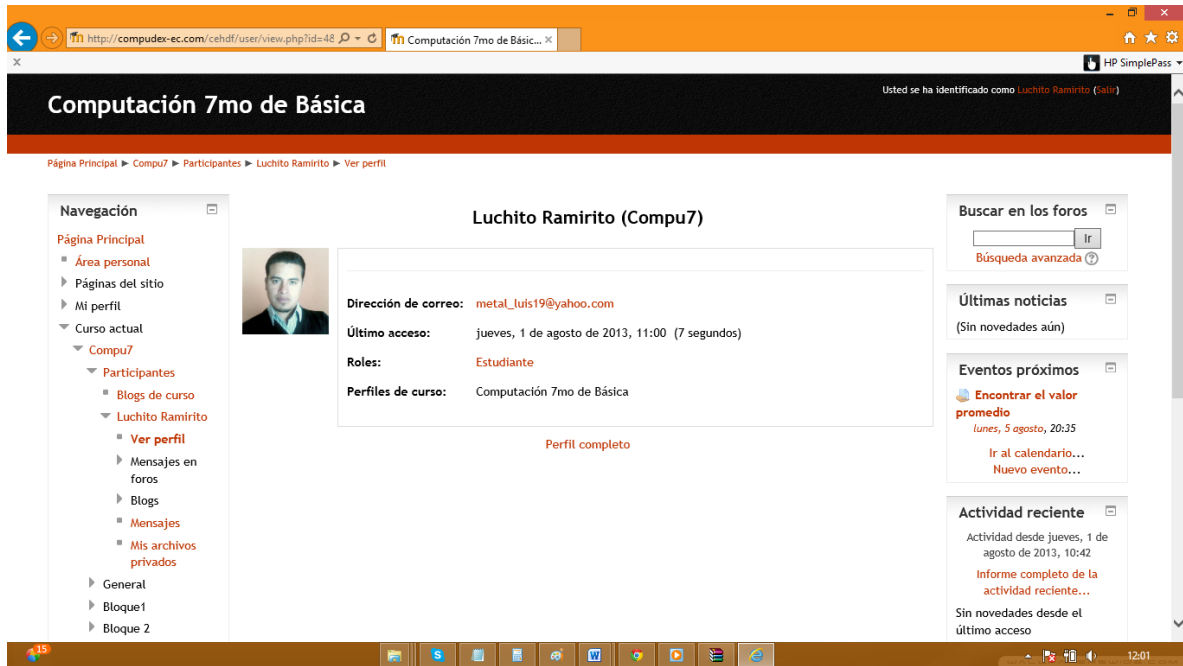 http://compudex-ec.com/cehdf/user/view.php?id=48
Computación 7mo de Básic...
HP SimplePass
Computación 7mo de Básica
Usted se ha identificado como Luchito Ramirito (Salir)
Página Principal ► Compu7 ► Participantes ► Luchito Ramirito ► Ver perfil
Navegación
Página Principal
Área personal
Páginas del sitio
Mi perfil
Curso actual
Compu7
Participantes
Blogs de curso
Luchito Ramirito
Ver perfil
Mensajes en
foros
Blogs
Mensajes
Mis archivos
privados
General
Bloque1
Bloque 2
Luchito Ramirito (Compu7)
Dirección de correo: metal_luis19@yahoo.com
Último acceso: jueves, 1 de agosto de 2013, 11:00 (7 segundos)
Roles: Estudiante
Perfiles de curso: Computación 7mo de Básica
Perfil completo
Buscar en los foros
Ir
Búsqueda avanzada
Últimas noticias
(Sin novedades aún)
Eventos próximos
Encontrar el valor
promedio
lunes, 5 agosto, 20:35
Ir al calendario...
Nuevo evento...
Actividad reciente
Actividad desde jueves, 1 de
agosto de 2013, 10:42
Informe completo de la
actividad reciente...
Sin novedades desde el
último acceso
15
12:01